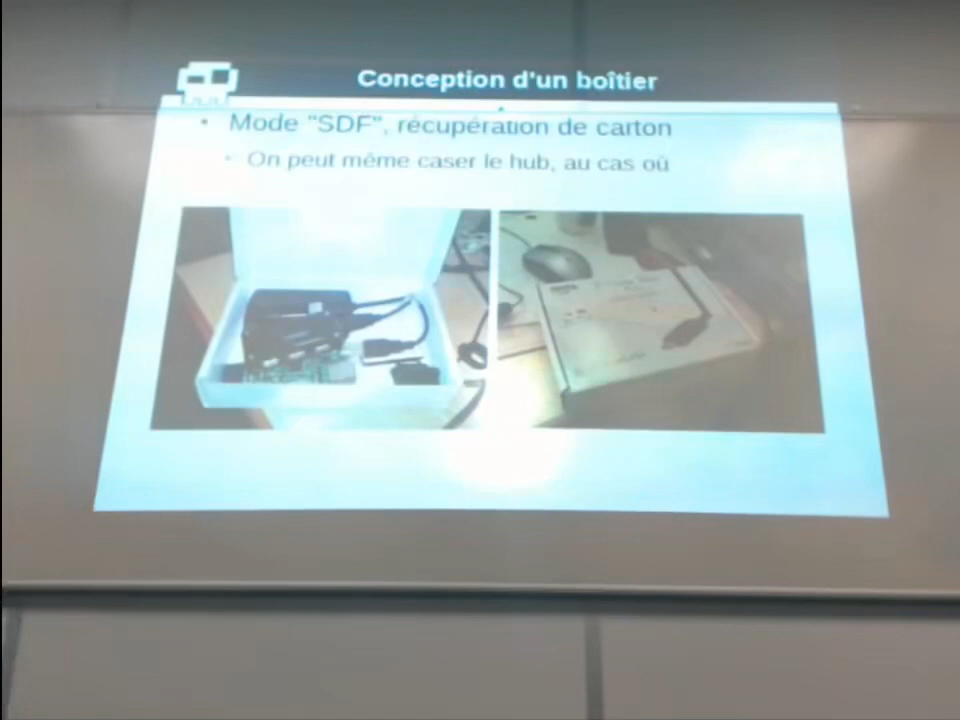 Conception d'un boîtier
Mode "SDF", récupération de carton
On peut même caser le hub, au cas où